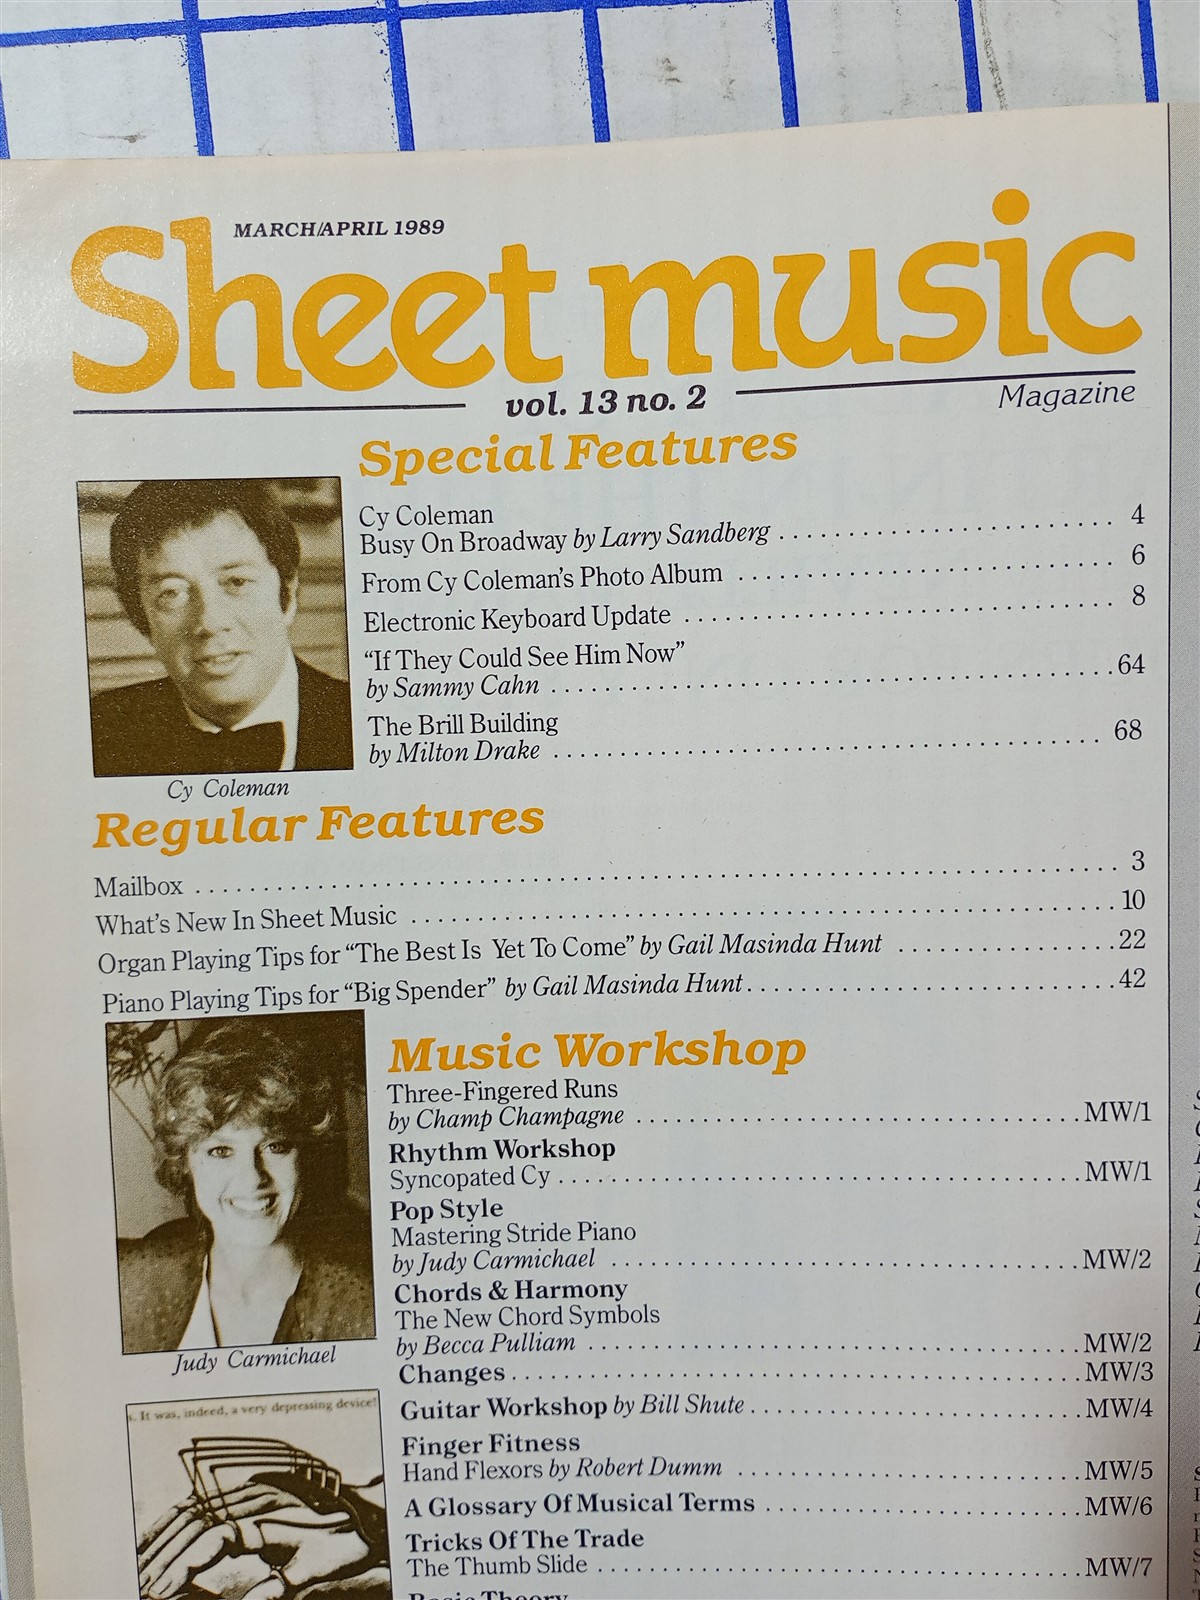 MARCH/APRIL 1989
Sheet music
vol. 13 no. 2
Magazine
Special Features
Cy Coleman
Busy On Broadway by Larry Sandberg . . . . . . . . . . . . . . . . . . . . . . . . . 4
From Cy Coleman's Photo Album . . . . . . . . . . . . . . . . . . . . . . . . . . . . 6
Electronic Keyboard Update . . . . . . . . . . . . . . . . . . . . . . . . . . . . . . . . 8
“If They Could See Him Now”
by Sammy Cahn . . . . . . . . . . . . . . . . . . . . . . . . . . . . . . . . . . . . . . . . . 64
The Brill Building
by Milton Drake . . . . . . . . . . . . . . . . . . . . . . . . . . . . . . . . . . . . . . . . . 68
Cy Coleman
Regular Features
Mailbox . . . . . . . . . . . . . . . . . . . . . . . . . . . . . . . . . . . . . . . . . . . . . . . . . 3
What's New In Sheet Music . . . . . . . . . . . . . . . . . . . . . . . . . . . . . . . . . 10
Organ Playing Tips for “The Best Is Yet To Come” by Gail Masinda Hunt . . . . . . . . . . . . . . . . 22
Piano Playing Tips for “Big Spender” by Gail Masinda Hunt . . . . . . . . . . . . . . . . . . . . . . . . . . . 42
Music Workshop
Three-Fingered Runs
by Champ Champagne . . . . . . . . . . . . . . . . . . . . . . . . . . . . . . . . . MW/1
Rhythm Workshop
Syncopated Cy . . . . . . . . . . . . . . . . . . . . . . . . . . . . . . . . . . . . . . . MW/1
Pop Style
Mastering Stride Piano
by Judy Carmichael . . . . . . . . . . . . . . . . . . . . . . . . . . . . . . . . . . . MW/2
Chords & Harmony
The New Chord Symbols
by Becca Pulliam . . . . . . . . . . . . . . . . . . . . . . . . . . . . . . . . . . . . . MW/2
Judy Carmichael
Changes . . . . . . . . . . . . . . . . . . . . . . . . . . . . . . . . . . . . . . . . . . . . MW/3
Guitar Workshop by Bill Shute . . . . . . . . . . . . . . . . . . . . . . . . . MW/4
s. It was, indeed, a very depressing device!
Finger Fitness
Hand Flexors by Robert Dumm . . . . . . . . . . . . . . . . . . . . . . . . . . MW/5
A Glossary Of Musical Terms . . . . . . . . . . . . . . . . . . . . . . . . MW/6
Tricks Of The Trade
The Thumb Slide . . . . . . . . . . . . . . . . . . . . . . . . . . . . . . . . . . . . . MW/7
Basic Theory